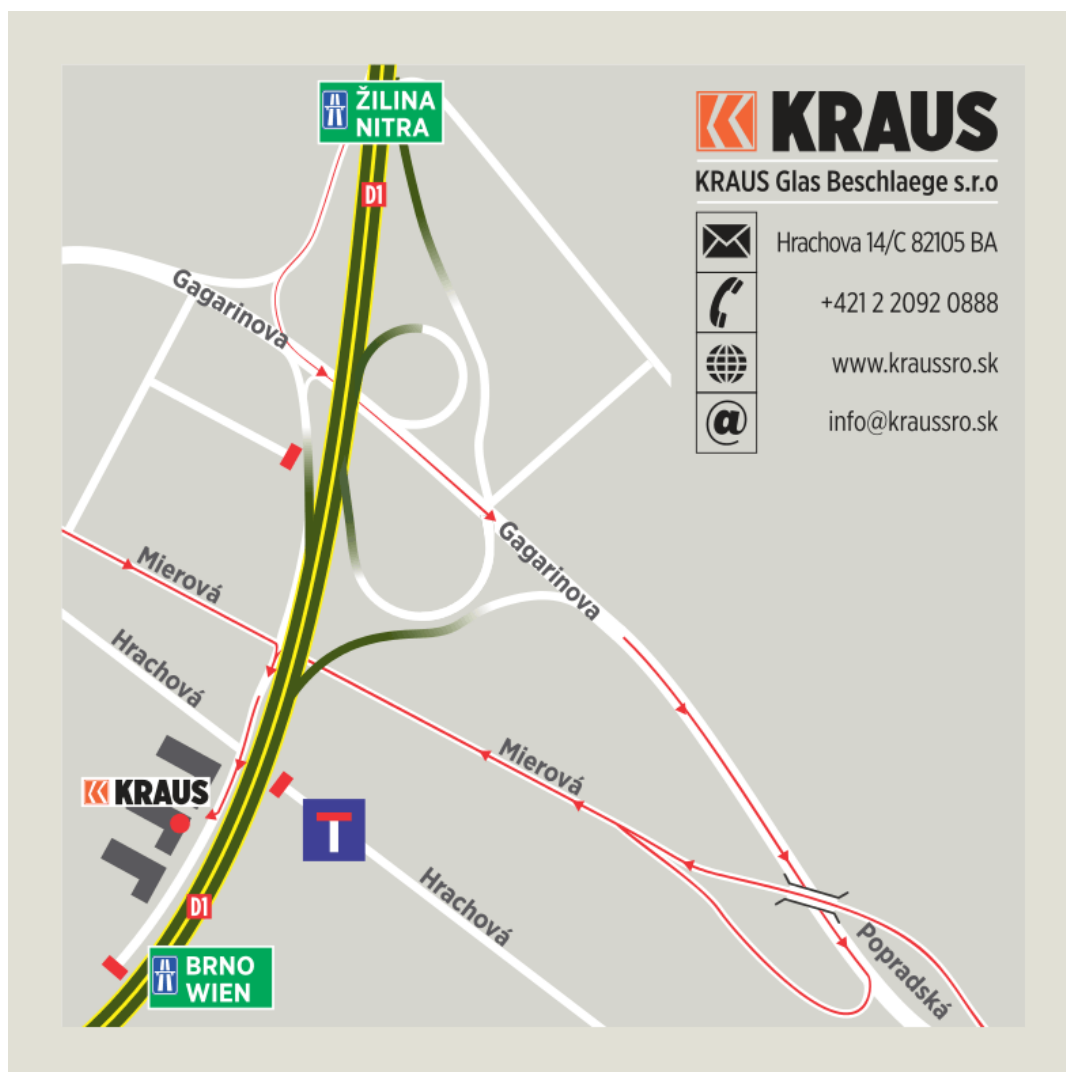 ŽILINA
NITRA
D1
KRAUS
KRAUS Glas Beschlaege s.r.o
Hrachova 14/C 82105 BA
+421 2 2092 0888
www.kraussro.sk
@
info@kraussro.sk
Gagarinova
Gagarinova
Mierová
Hrachová
Mierová
KRAUS
T
Hrachová
D1
Popradská
BRNO
WIEN